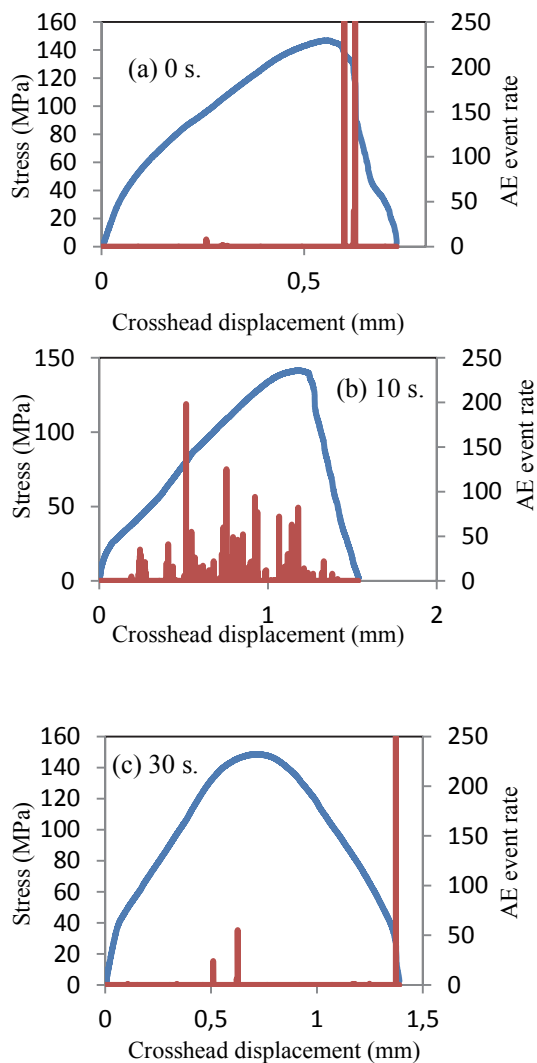 160 250
140
120 200
100 150
80
60 100
40 50
20
0 0
(a) 0 s.
Stress (MPa)
AE event rate
0 0,5
Crosshead displacement (mm)
150 250
200
100 150
50 100
50
0 0
(b) 10 s.
Stress (MPa)
AE event rate
0 1 2
Crosshead displacement (mm)
160 250
140
120 200
100 150
80
60 100
40 50
20
0 0
(c) 30 s.
Stress (MPa)
AE event rate
0 0,5 1 1,5
Crosshead displacement (mm)